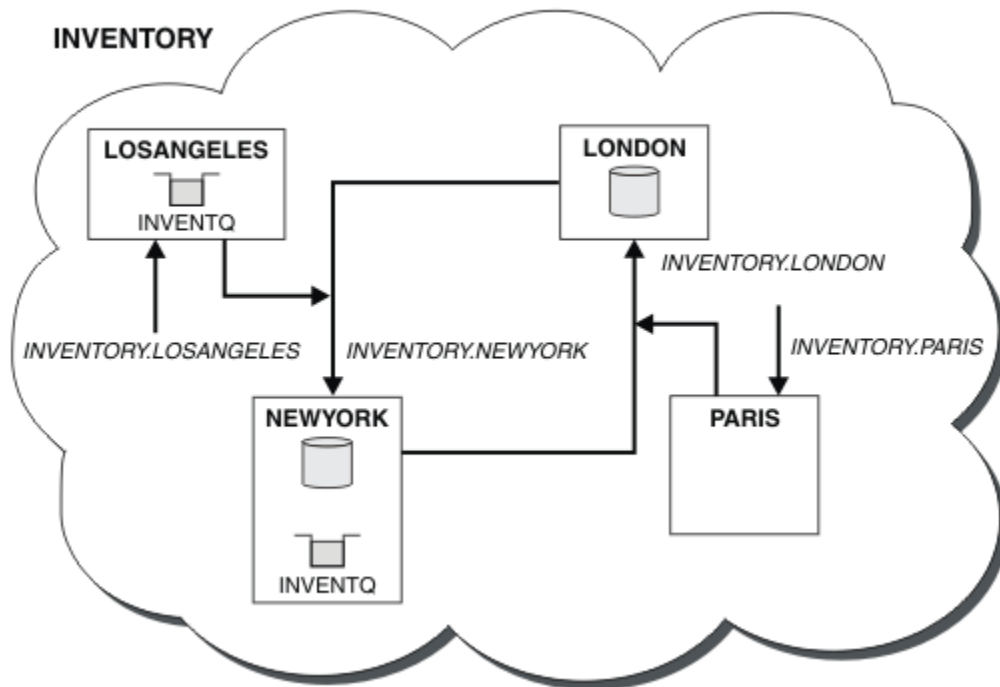 INVENTORY
LOSANGELES
INVENTQ
LONDON
INVENTORY.LONDON
INVENTORY.LOSANGELES
INVENTORY.NEWYORK
INVENTORY.PARIS
NEWYORK
INVENTQ
PARIS